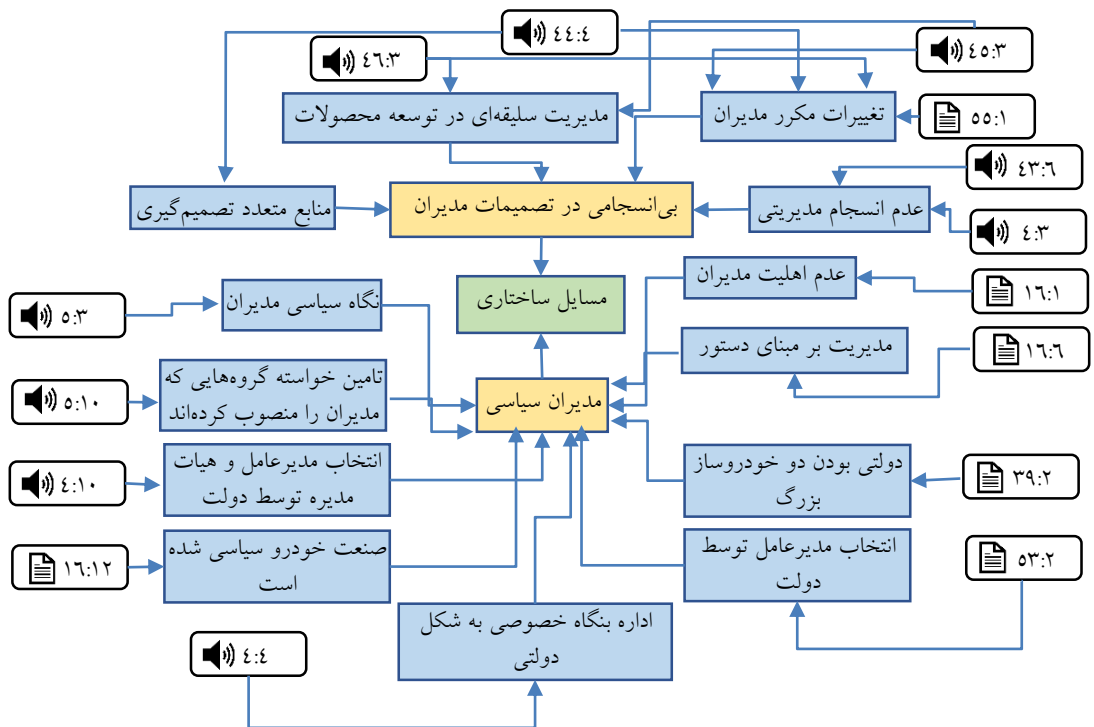 ٤٤:٤
٤٥:٣
٤٦:٣
مدیریت سلیقه‌ای در توسعه محصولات
تغییرات مکرر مدیران
٥٥:١
٤٣:٦
منابع متعدد تصمیم‌گیری
بی‌انسجامی در تصمیمات مدیران
عدم انسجام مدیریتی
٤:٣
عدم اهلیت مدیران
١٦:١
مسایل ساختاری
نگاه سیاسی مدیران
٥:٣
مدیریت بر مبنای دستور
١٦:٦
تامین خواسته گروه‌هایی که
مدیران را منصوب کرده‌اند
٥:١٠
مدیران سیاسی
انتخاب مدیرعامل و هیات
مدیره توسط دولت
٤:١٠
دولتی بودن دو خودروساز
بزرگ
٣٩:٢
صنعت خودرو سیاسی شده
است
١٦:١٢
انتخاب مدیرعامل توسط
دولت
٥٣:٢
اداره بنگاه خصوصی به شکل
دولتی
٤:٤